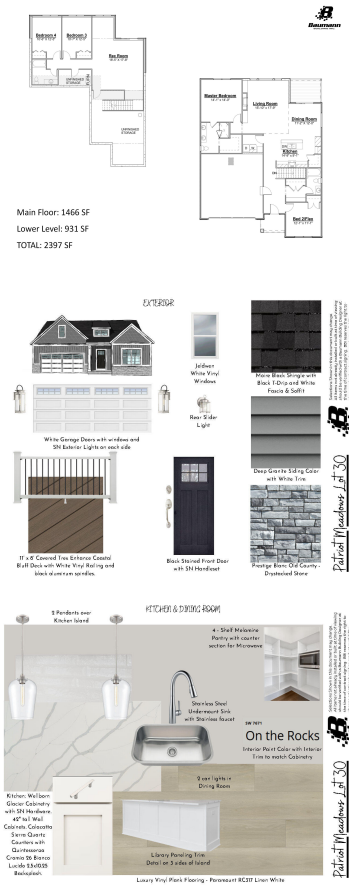 Baumann
Bedroom 4
Bedroom 3
Rec Room
UNFINISHED STORAGE
UNFINISHED STORAGE
Master Bedroom
Living Room
Dining Room
Kitchen
Bed 2/Flex
Main Floor: 1466 SF
Lower Level: 931 SF
TOTAL: 2397 SF
EXTERIOR
Jeldwen
White Vinyl
Windows
Moire Black Shingle with
Black T-Drip and White
Fascia & Soffit
Rear Slider
Light
White Garage Doors with windows and
SN Exterior Lights on each side
Deep Granite Siding Color
with White Trim
11' x 8' Covered Trex Enhance Coastal
Bluff Deck with White Vinyl Railing and
black aluminum spindles.
Black Stained Front Door
with SN Handleset
Prestige Blanc Old County -
Drystacked Stone
Patriot Meadows Lot 30
KITCHEN & DINING ROOM
2 Pendants over
Kitchen Island
4 - Shelf Melamine
Pantry with counter
section for Microwave
Stainless Steel
Undermount Sink
with Stainless faucet
SW 7671
On the Rocks
Interior Paint Color with Interior
Trim to match Cabinetry
2 can lights in
Dining Room
Kitchen: Wellborn
Glacier Cabinetry
with SN Hardware.
42" tall Wall
Cabinets. Calacatta
Sierra Quartz
Counters with
Quintessenza
Cromia 26 Bianco
Lucido 2.5x10.25
Backsplash
Library Paneling Trim
Detail on 3 sides of Island
Luxury Vinyl Plank Flooring - Paramount RC317 Linen White
Patriot Meadows Lot 30